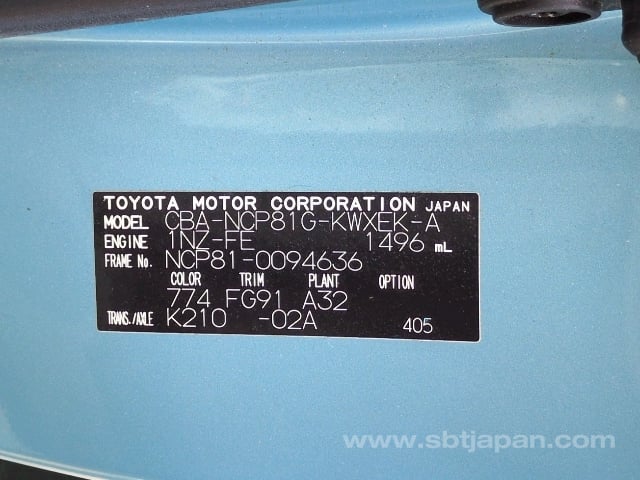 TOYOTA MOTOR CORPORATION JAPAN
MODEL CBA-NCP81G-KWXEK-A
ENGINE 1NZ-FE 1496 mL
FRAME No. NCP81-0094636
COLOR TRIM PLANT OPTION
774 FG91 A32
TRANS./AXLE K210 -02A 405
www.sbtjapan.com